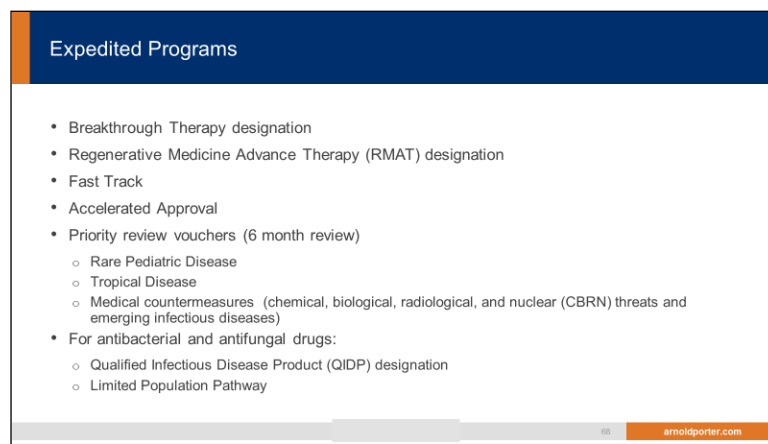 Expedited Programs
• Breakthrough Therapy designation
• Regenerative Medicine Advance Therapy (RMAT) designation
• Fast Track
• Accelerated Approval
• Priority review vouchers (6 month review)
o Rare Pediatric Disease
o Tropical Disease
o Medical countermeasures (chemical, biological, radiological, and nuclear (CBRN) threats and
emerging infectious diseases)
• For antibacterial and antifungal drugs:
o Qualified Infectious Disease Product (QIDP) designation
o Limited Population Pathway
68
arnoldporter.com